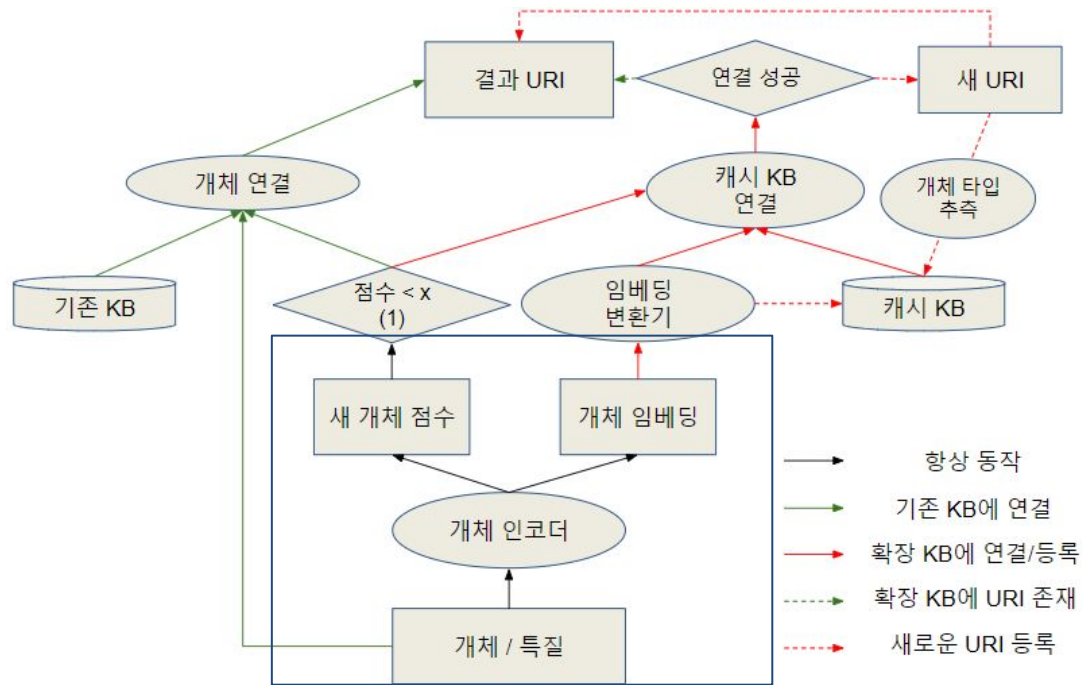 결과 URI
연결 성공
새 URI
개체 연결
캐시 KB
연결
개체 타입
추측
기존 KB
점수 < x
(1)
임베딩
변환기
캐시 KB
새 개체 점수
개체 임베딩
개체 인코더
개체 / 특질
항상 동작
기존 KB에 연결
확장 KB에 연결/등록
확장 KB에 URI 존재
새로운 URI 등록